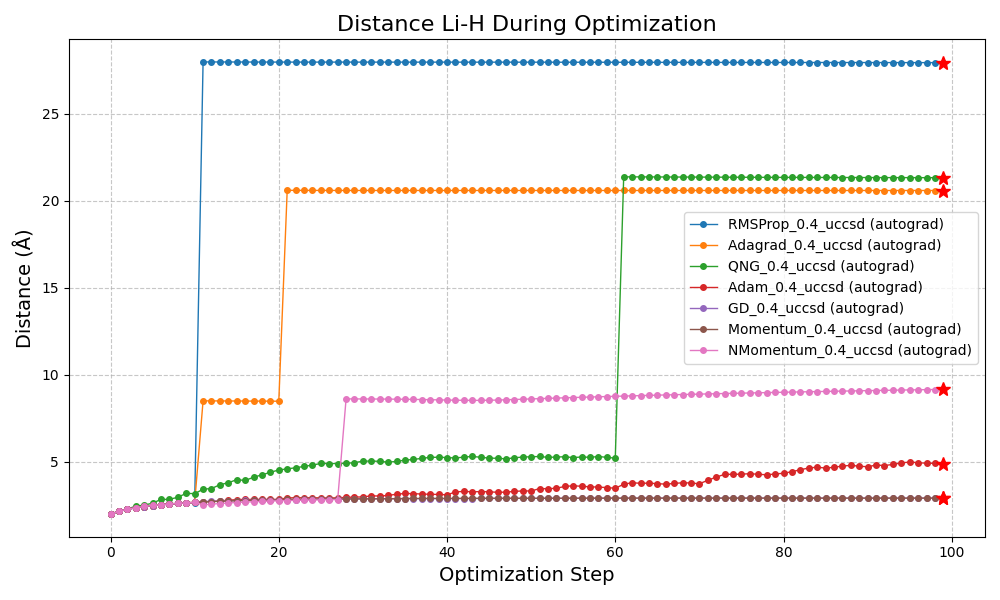 Distance Li-H During Optimization
Distance (Å)
25
20
15
10
5
RMSProp_0.4_uccsd (autograd)
Adagrad_0.4_uccsd (autograd)
QNG_0.4_uccsd (autograd)
Adam_0.4_uccsd (autograd)
GD_0.4_uccsd (autograd)
Momentum_0.4_uccsd (autograd)
NMomentum_0.4_uccsd (autograd)
0 20 40 60 80 100
Optimization Step